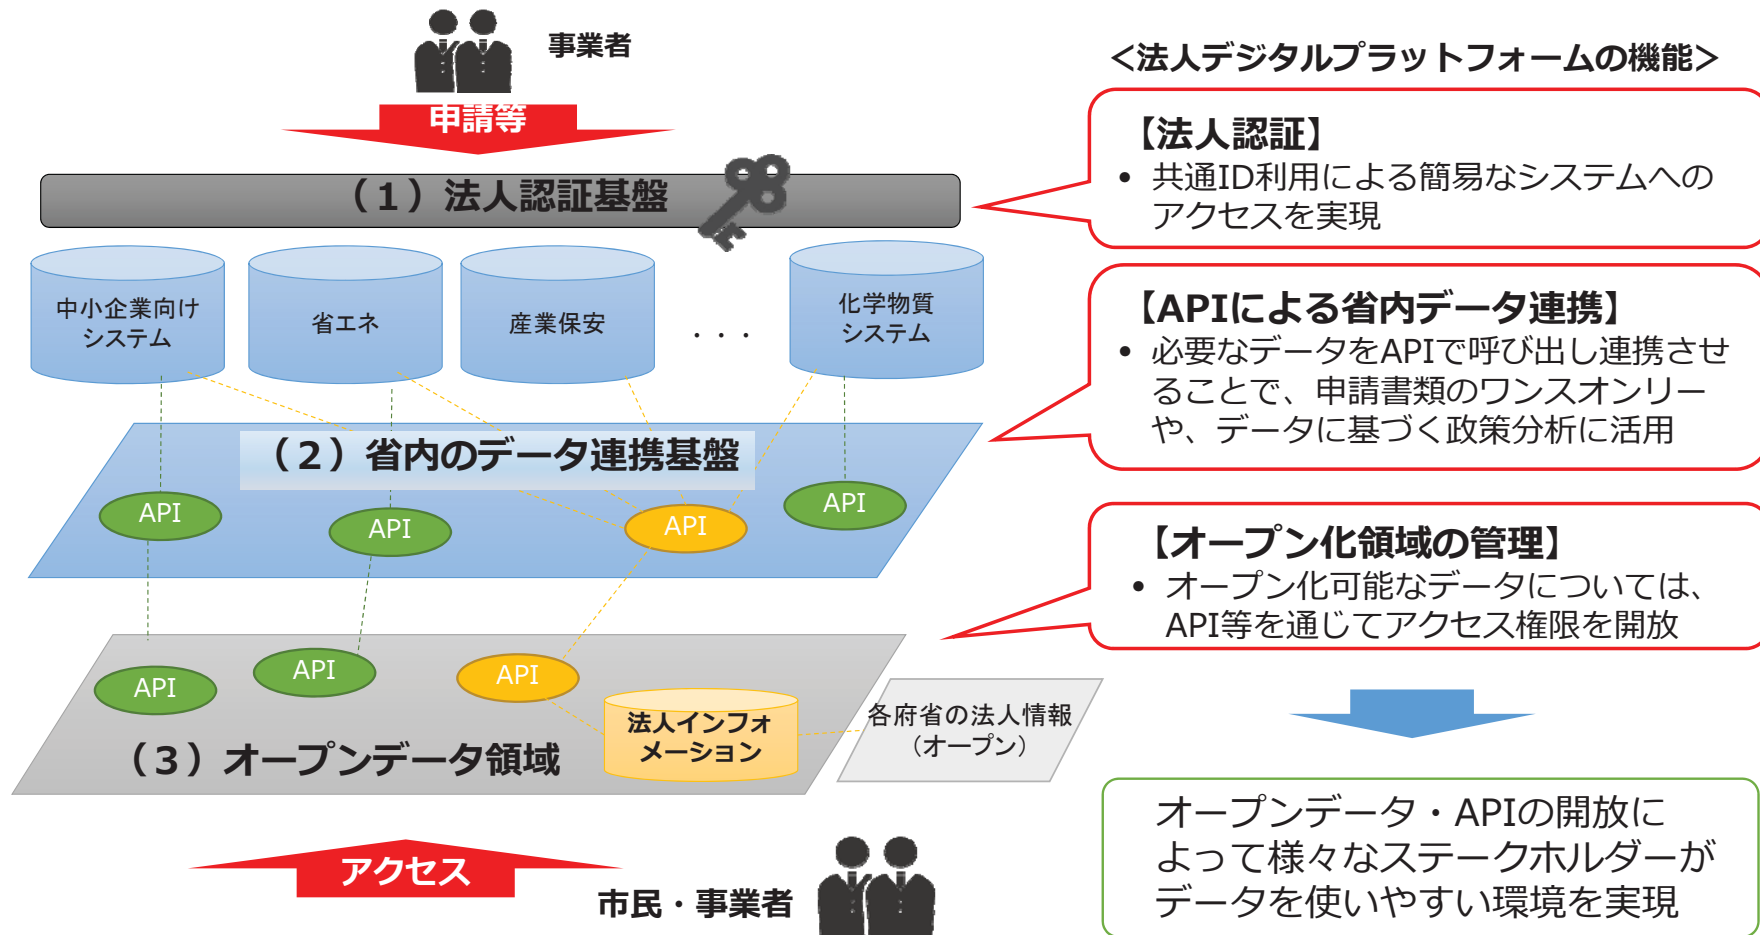 事業者
申請等
（１）法人認証基盤
中小企業向け
システム
省エネ
産業保安
・・・
化学物質
システム
（２）省内のデータ連携基盤
API
API
API
API
API
API
API
法人インフォ
メーション
各府省の法人情報
（オープン）
（３）オープンデータ領域
アクセス
市民・事業者
＜法人デジタルプラットフォームの機能＞
【法人認証】
• 共通ID利用による簡易なシステムへの
アクセスを実現
【APIによる省内データ連携】
• 必要なデータをAPIで呼び出し連携させ
ることで、申請書類のワンスオンリー
や、データに基づく政策分析に活用
【オープン化領域の管理】
• オープン化可能なデータについては、
API等を通じてアクセス権限を開放
オープンデータ・APIの開放に
よって様々なステークホルダーが
データを使いやすい環境を実現